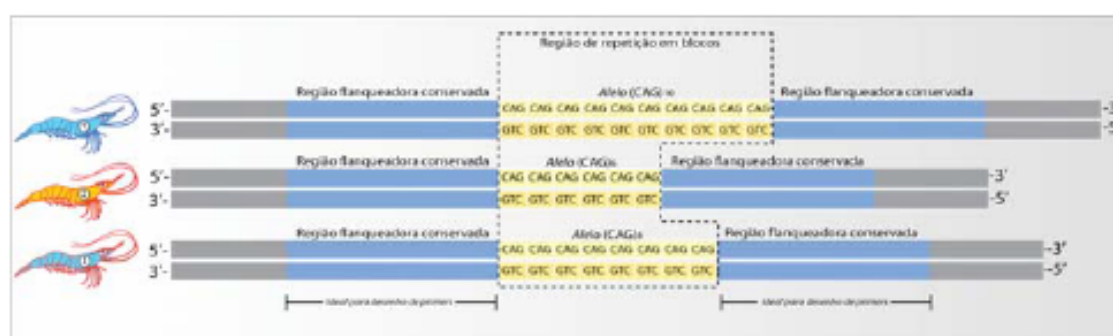 Região de repetição em blocos
Região flanqueadora conservada Alelo (CAG)10 Região flanqueadora conservada
5'- CAG CAG CAG CAG CAG CAG CAG CAG CAG CAG -3'
3'- GTC GTC GTC GTC GTC GTC GTC GTC GTC GTC -5'
Região flanqueadora conservada Alelo (CAG)6 Região flanqueadora conservada
5'- CAG CAG CAG CAG CAG CAG -3'
3'- GTC GTC GTC GTC GTC GTC -5'
Região flanqueadora conservada Alelo (CAG)8 Região flanqueadora conservada
5'- CAG CAG CAG CAG CAG CAG CAG CAG -3'
3'- GTC GTC GTC GTC GTC GTC GTC GTC -5'
Ideal para desenho de primers Ideal para desenho de primers